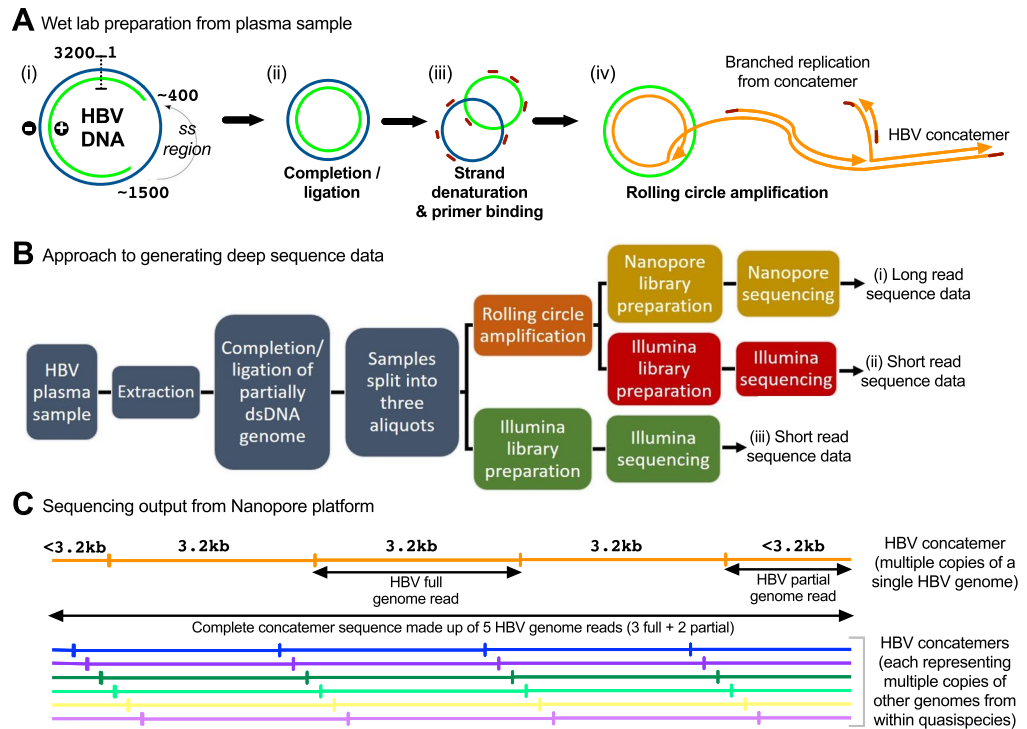 A Wet lab preparation from plasma sample
(i)
3200 1
HBV
DNA
~400
ss
region
~1500
(ii)
Completion /
ligation
(iii)
Strand
denaturation
& primer binding
(iv)
Rolling circle amplification
Branched replication
from concatemer
HBV concatemer
B Approach to generating deep sequence data
HBV
plasma
sample
Extraction
Completion/
ligation of
partially
dsDNA
genome
Samples
split into
three
aliquots
Rolling circle
amplification
Nanopore
library
preparation
Nanopore
sequencing
(i) Long read
sequence data
Illumina
library
preparation
Illumina
sequencing
(ii) Short read
sequence data
Illumina
library
preparation
Illumina
sequencing
(iii) Short read
sequence data
C Sequencing output from Nanopore platform
<3.2kb 3.2kb 3.2kb 3.2kb <3.2kb
HBV full
genome read
HBV partial
genome read
HBV concatemer
(multiple copies of a
single HBV genome)
Complete concatemer sequence made up of 5 HBV genome reads (3 full + 2 partial)
HBV concatemers
(each representing
multiple copies of
other genomes from
within quasispecies)